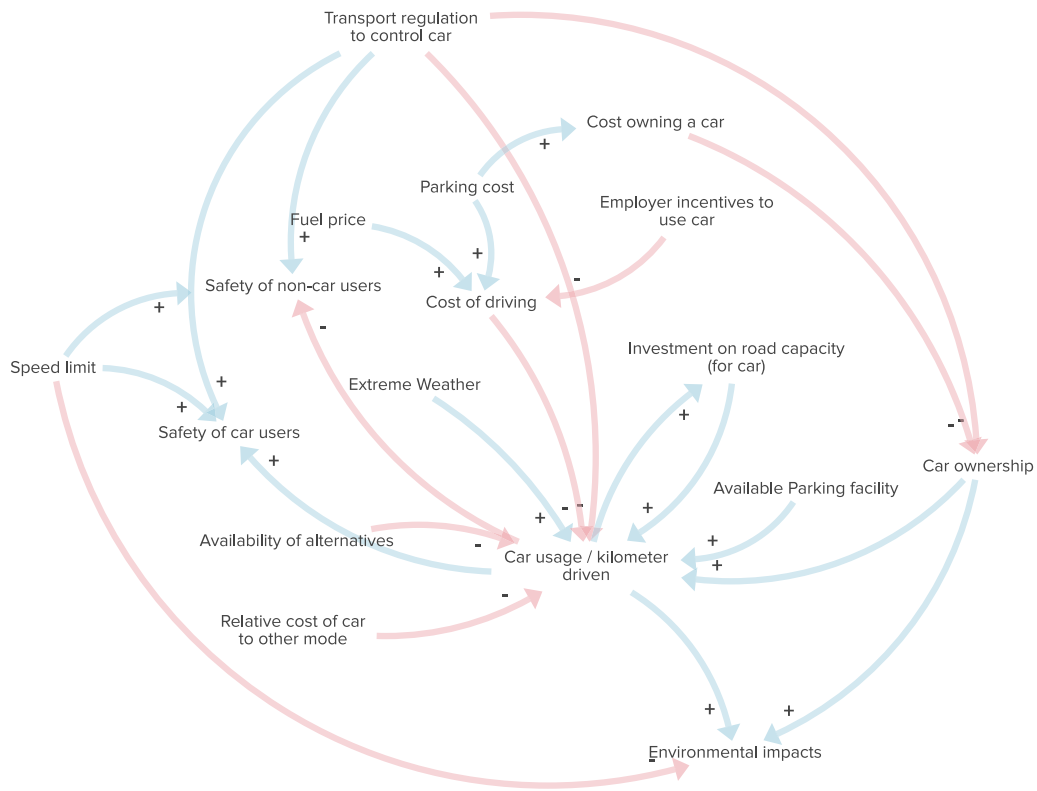 Transport regulation
to control car
Cost owning a car
+
Parking cost
Employer incentives to
use car
Fuel price
+
+
+
-
Safety of non-car users
Cost of driving
+
-
Speed limit
Investment on road capacity
(for car)
Extreme Weather
+
+
+
Safety of car users
- -
+
Car ownership
Available Parking facility
+
- -
+
Availability of alternatives
-
+
Car usage / kilometer
driven
+
-
Relative cost of car
to other mode
+
+
Environmental impacts
-